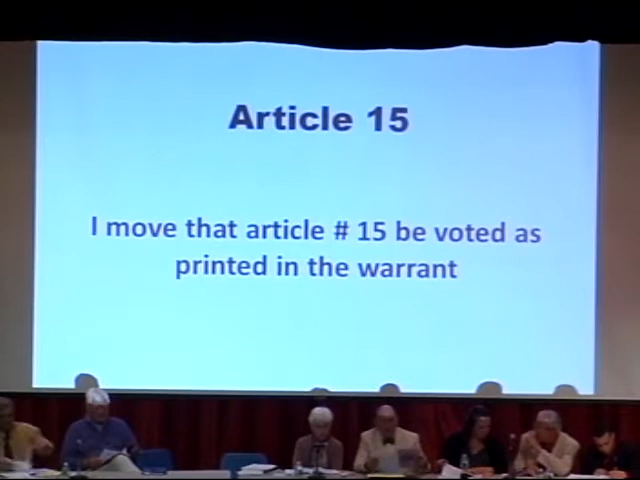 Article 15
I move that article # 15 be voted as
printed in the warrant